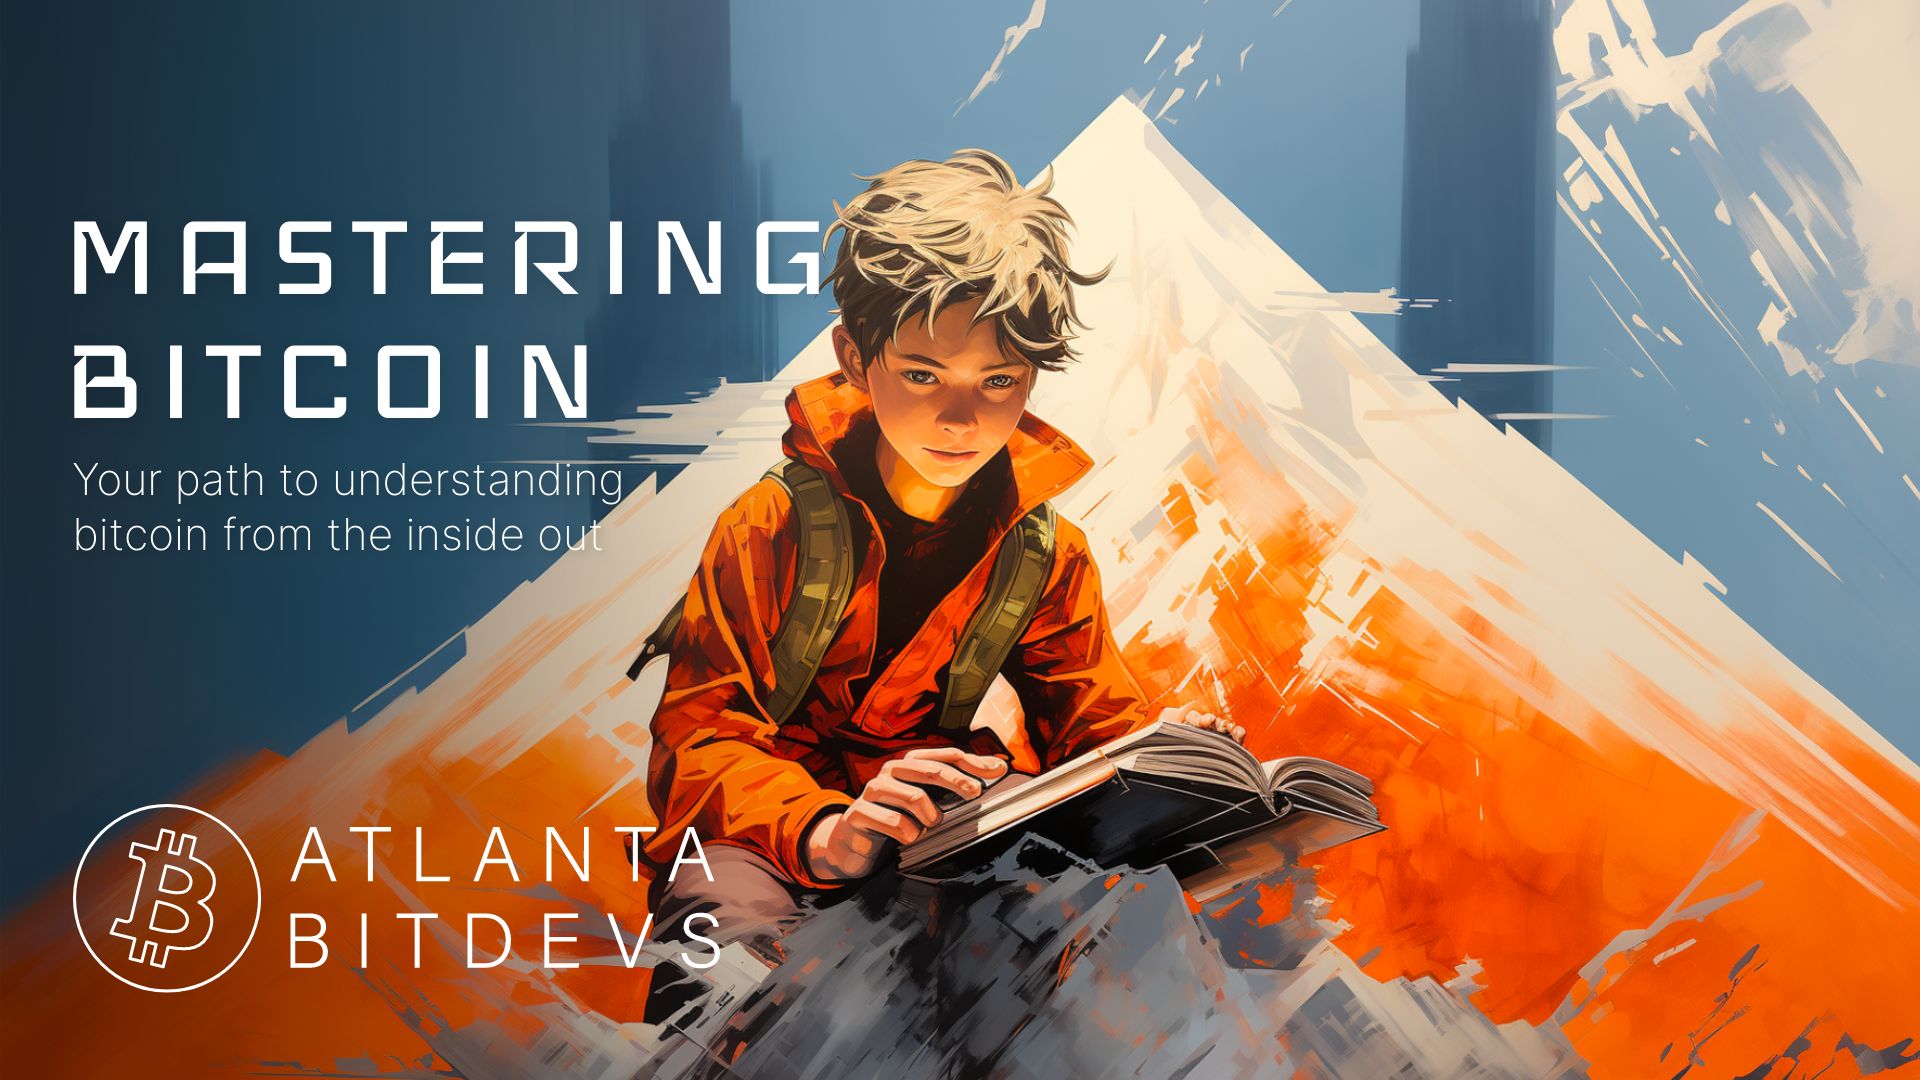 MASTERING
BITCOIN
Your path to understanding
bitcoin from the inside out
ATLANTA
BITDEVS